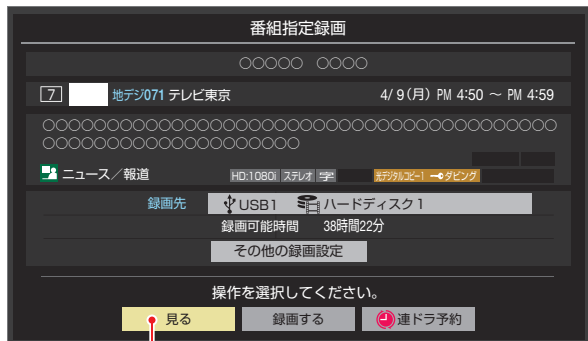 番組指定録画
○○○○○ ○○○○
7 地デジ071 テレビ東京 4/ 9(月) PM 4:50 ～ PM 4:59
○○○○○○○○○○○○○○○○○○○○○○○○○○○○○○○○○○○○○○○○
○○○○○○○○○○○○○○○○○○○○
ニュース／報道 HD:1080i ステレオ 字 光デジタルコピー1 ダビング
録画先 USB1 ハードディスク1
録画可能時間 38時間22分
その他の録画設定
操作を選択してください。
見る 録画する 連ドラ予約